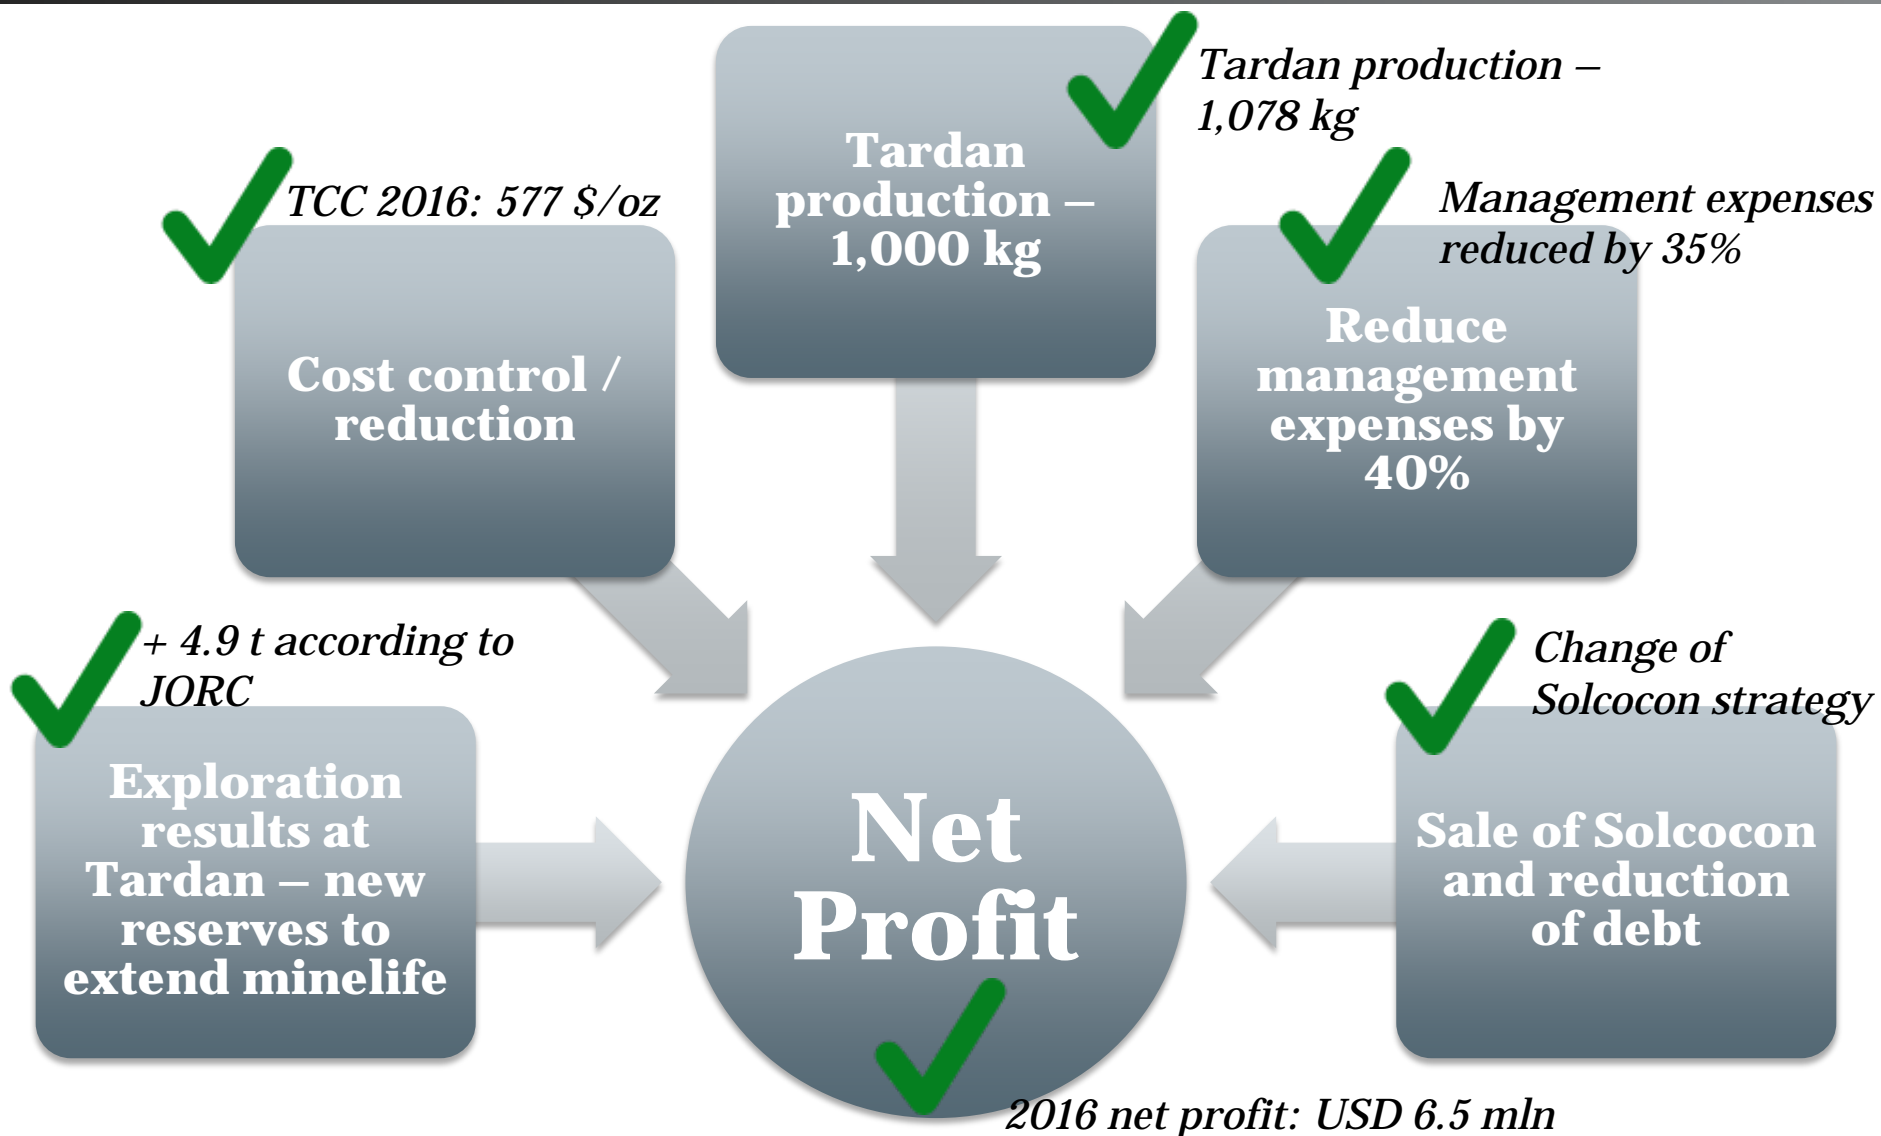 Tardan production –
1,078 kg
Tardan
production –
1,000 kg
TCC 2016: 577 $/oz
Cost control /
reduction
Management expenses
reduced by 35%
Reduce
management
expenses by
40%
+ 4.9 t according to
JORC
Exploration
results at
Tardan – new
reserves to
extend minelife
Net
Profit
2016 net profit: USD 6.5 mln
Change of
Solcocon strategy
Sale of Solcocon
and reduction
of debt